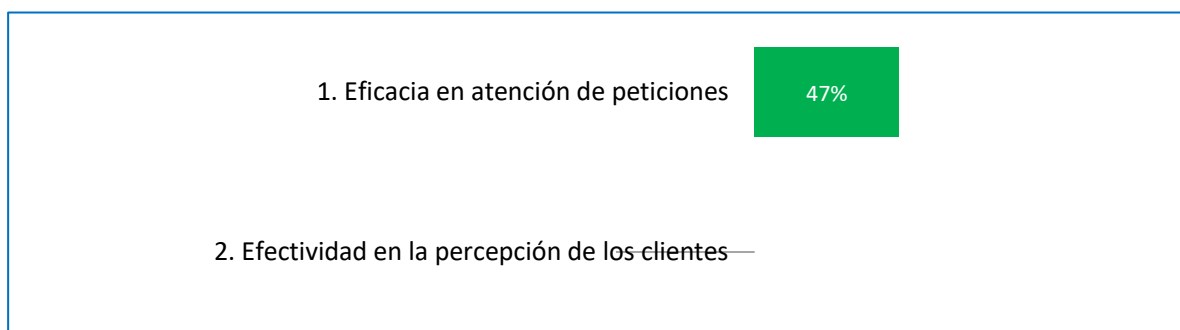 1. Eficacia en atención de peticiones 47%
2. Efectividad en la percepción de los clientes